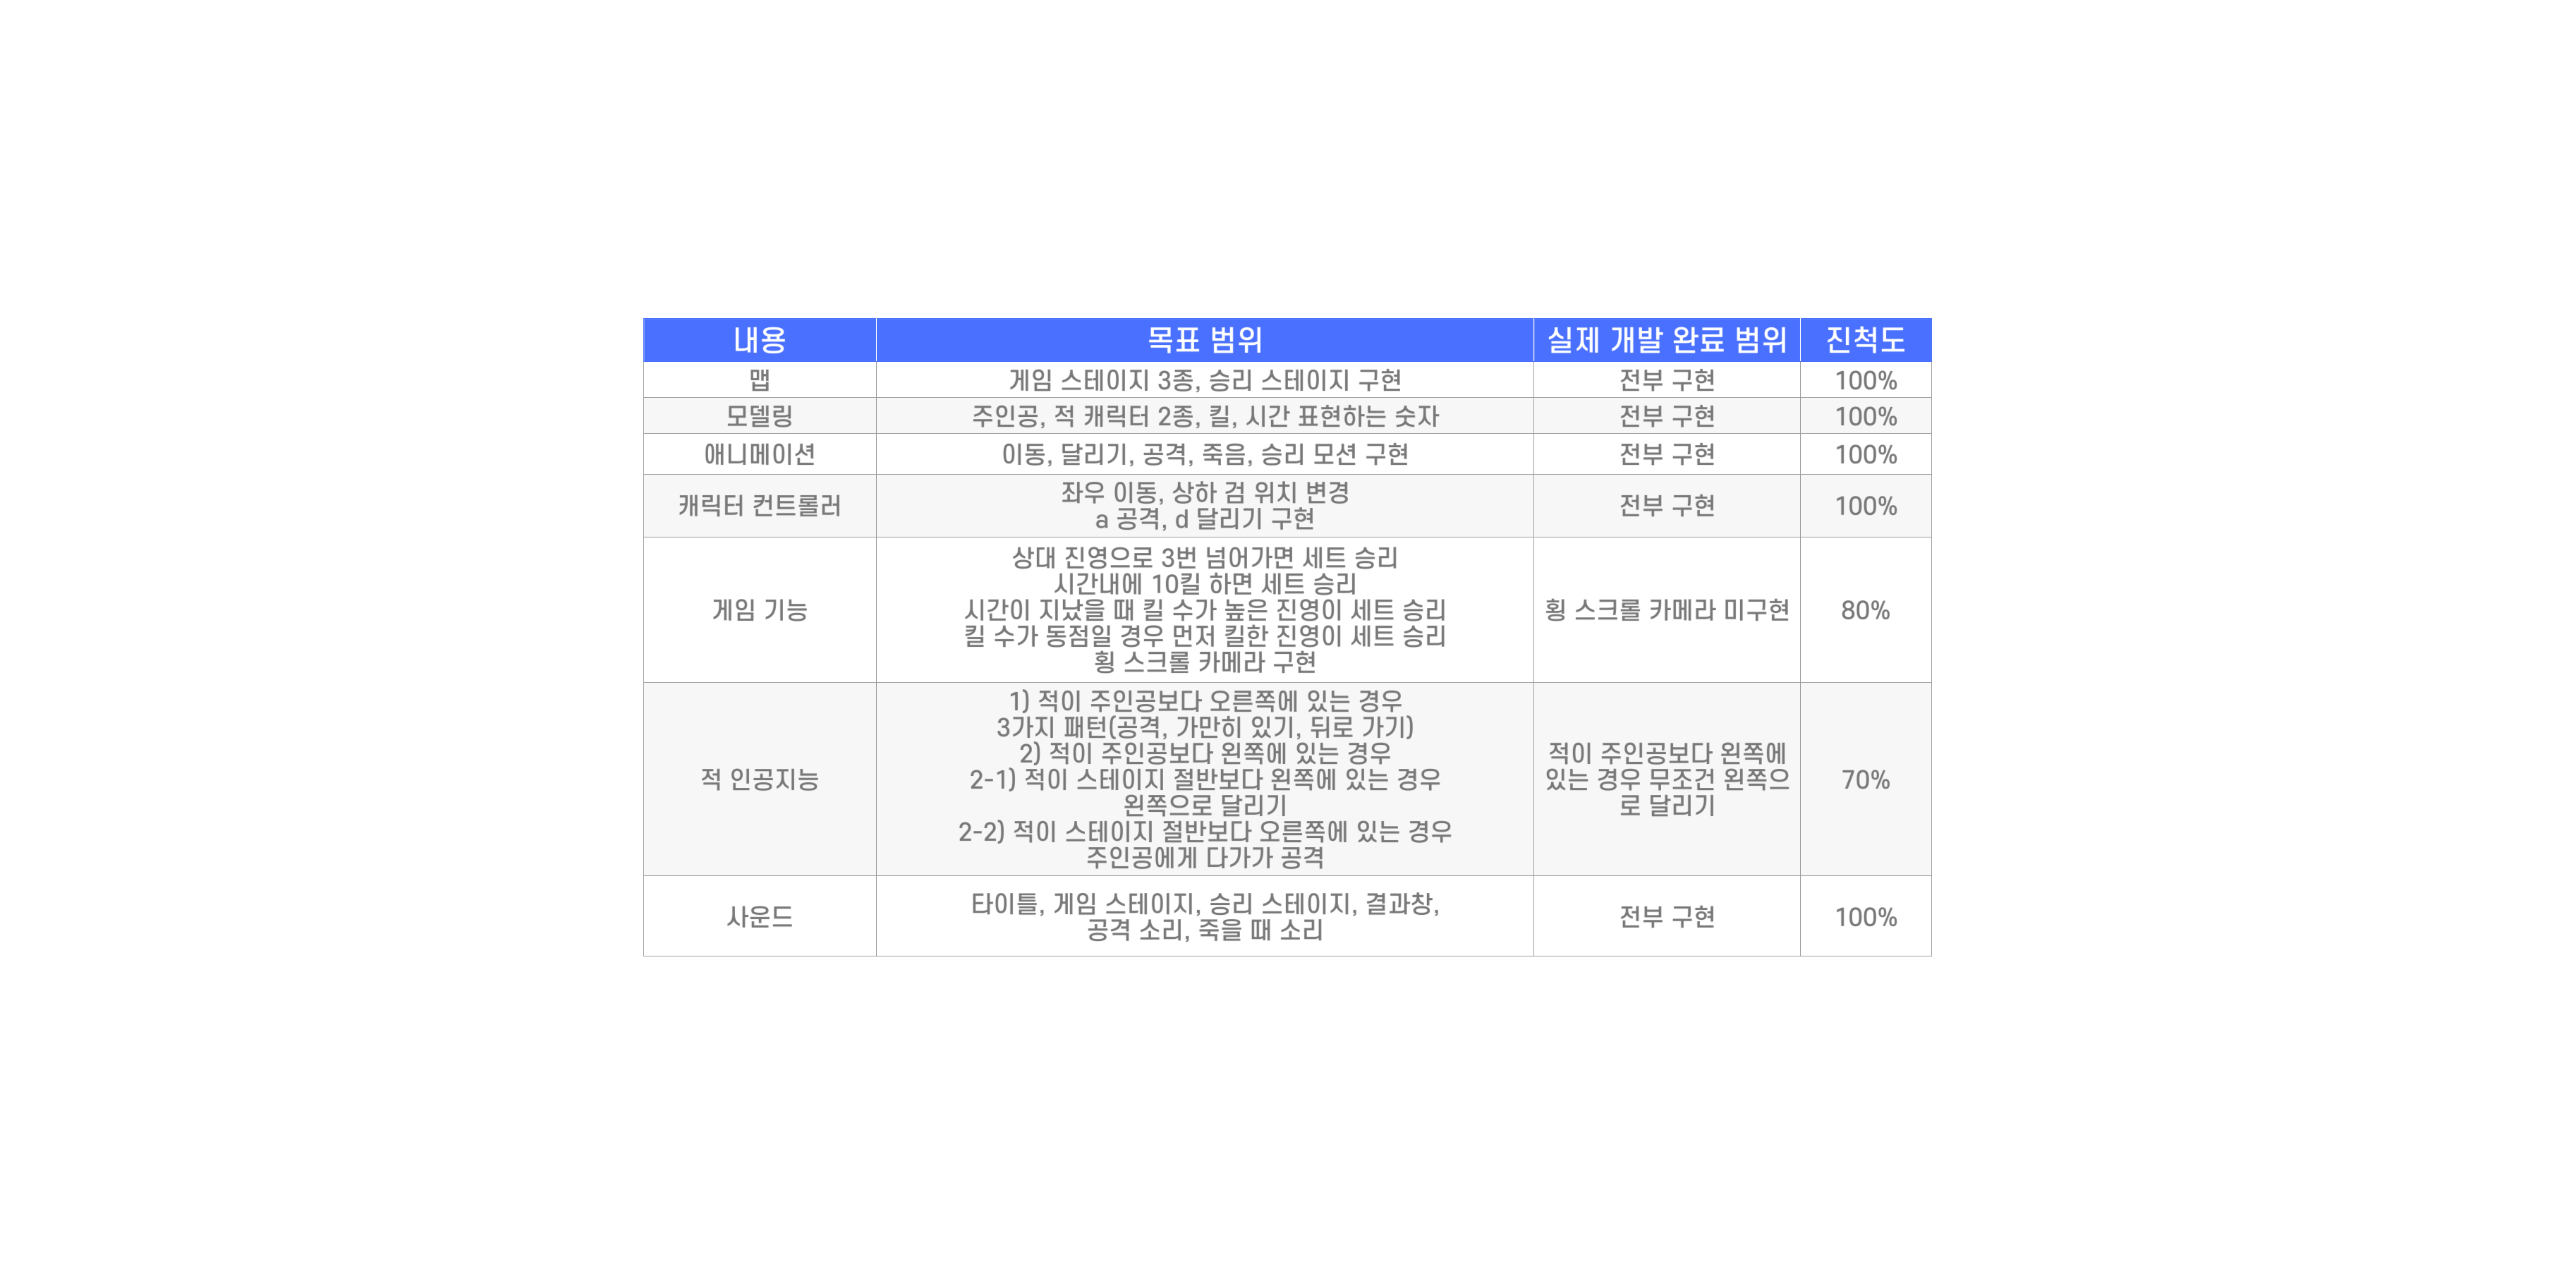 내용 목표 범위 실제 개발 완료 범위 진척도
맵 게임 스테이지 3종, 승리 스테이지 구현 전부 구현 100%
모델링 주인공, 적 캐릭터 2종, 킬, 시간 표현하는 숫자 전부 구현 100%
애니메이션 이동, 달리기, 공격, 죽음, 승리 모션 구현 전부 구현 100%
캐릭터 컨트롤러
좌우 이동, 상하 검 위치 변경
a 공격, d 달리기 구현
전부 구현
100%
게임 기능
상대 진영으로 3번 넘어가면 세트 승리
시간내에 10킬 하면 세트 승리
시간이 지났을 때 킬 수가 높은 진영이 세트 승리
킬 수가 동점일 경우 먼저 킬한 진영이 세트 승리
횡 스크롤 카메라 구현
횡 스크롤 카메라 미구현
80%
적 인공지능
1) 적이 주인공보다 오른쪽에 있는 경우
3가지 패턴(공격, 가만히 있기, 뒤로 가기)
2) 적이 주인공보다 왼쪽에 있는 경우
2-1) 적이 스테이지 절반보다 왼쪽에 있는 경우
왼쪽으로 달리기
2-2) 적이 스테이지 절반보다 오른쪽에 있는 경우
주인공에게 다가가 공격
적이 주인공보다 왼쪽에
있는 경우 무조건 왼쪽으
로 달리기
70%
사운드
타이틀, 게임 스테이지, 승리 스테이지, 결과창,
공격 소리, 죽을 때 소리
전부 구현
100%